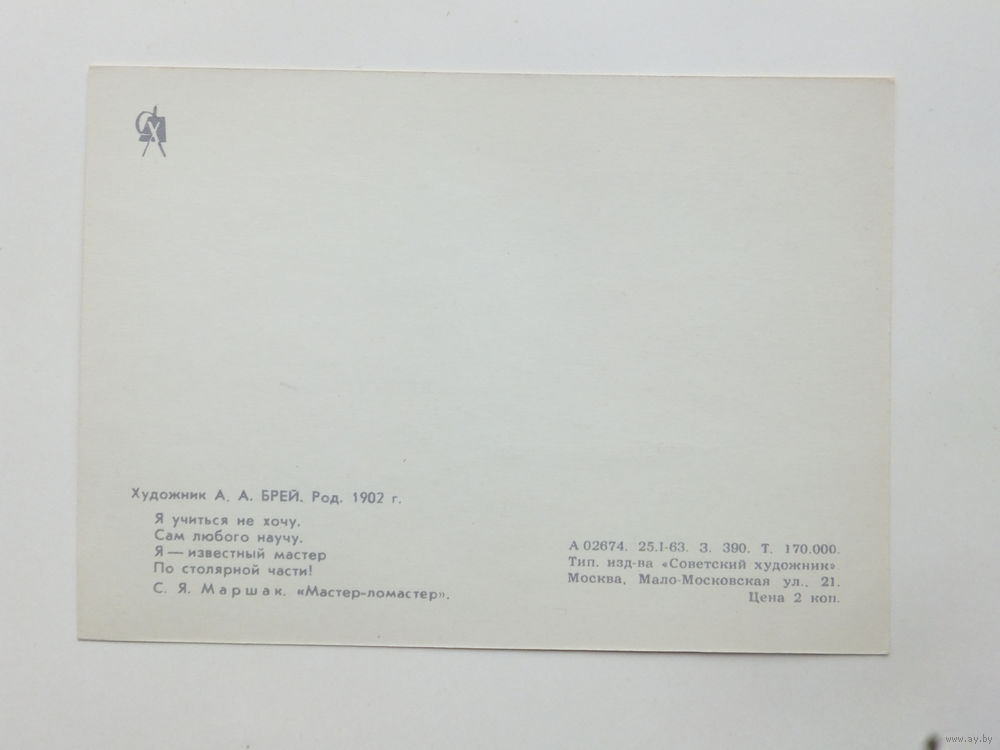 Художник А. А. БРЕЙ. Род. 1902 г.
Я учиться не хочу.
Сам любого научу.
Я — известный мастер
По столярной части!
С. Я. Маршак. «Мастер-ломастер».
А 02674. 25.I-63. З. 390. Т. 170.000.
Тип. изд-ва «Советский художник»
Москва, Мало-Московская ул., 21.
Цена 2 коп.
www.ay.by